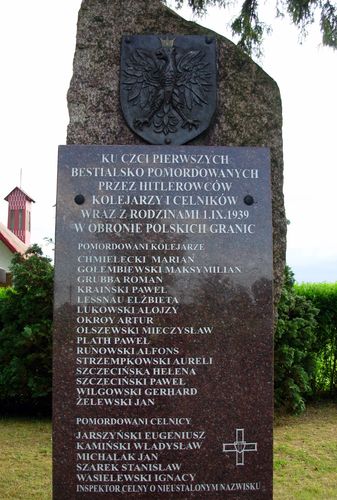 KU CZCI PIERWSZYCH
BESTIALSKO POMORDOWANYCH
PRZEZ HITLEROWCÓW
KOLEJARZY I CELNIKÓW
WRAZ Z RODZINAMI 1.IX.1939
W OBRONIE POLSKICH GRANIC
POMORDOWANI KOLEJARZE
CHMIELECKI MARIAN
GOŁEMBIEWSKI MAKSYMILIAN
GRUBBA ROMAN
KRAIŃSKI PAWEŁ
LESSNAU ELŻBIETA
LUKOWSKI ALOJZY
OKROY ARTUR
OLSZEWSKI MIECZYSŁAW
PLATH PAWEŁ
RUNOWSKI ALFONS
STRZEMPKOWSKI AURELI
SZCZECIŃSKA HELENA
SZCZECIŃSKI PAWEŁ
WILGOWSKI GERHARD
ŻELEWSKI JAN
POMORDOWANI CELNICY
JARSZYŃSKI EUGENIUSZ
KAMIŃSKI WŁADYSŁAW
MICHALAK JAN
SZAREK STANISŁAW
WASIELEWSKI IGNACY
INSPEKTOR CELNY O NIEUSTALONYM NAZWISKU